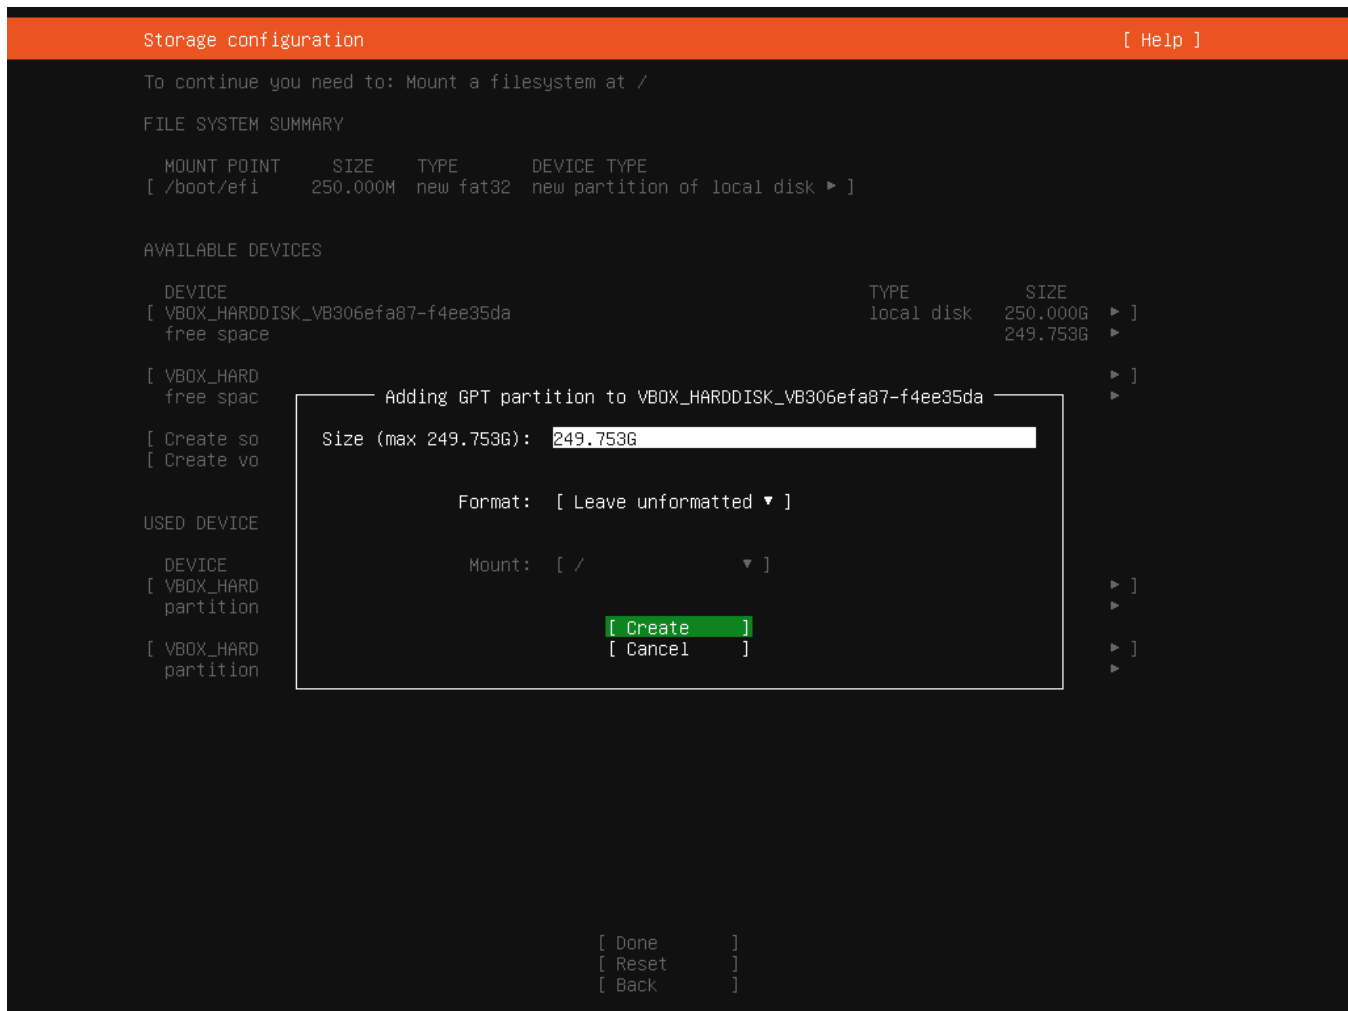 Storage configuration [ Help ]
To continue you need to: Mount a filesystem at /
FILE SYSTEM SUMMARY
MOUNT POINT SIZE TYPE DEVICE TYPE
[ /boot/efi 250.000M new fat32 new partition of local disk ▸ ]
AVAILABLE DEVICES
DEVICE TYPE SIZE
[ VBOX_HARDDISK_VB306efa87-f4ee35da local disk 250.000G ▸ ]
free space 249.753G ▸
[ VBOX_HARD ▸ ]
free spac ▸
Adding GPT partition to VBOX_HARDDISK_VB306efa87-f4ee35da
[ Create so
Size (max 249.753G): 249.753G
[ Create vo
Format: [ Leave unformatted ▾ ]
USED DEVICE
DEVICE
Mount: [ / ▾ ]
[ VBOX_HARD ▸ ]
partition ▸
[ Create ]
[ VBOX_HARD ▸ ]
[ Cancel ]
partition ▸
[ Done ]
[ Reset ]
[ Back ]